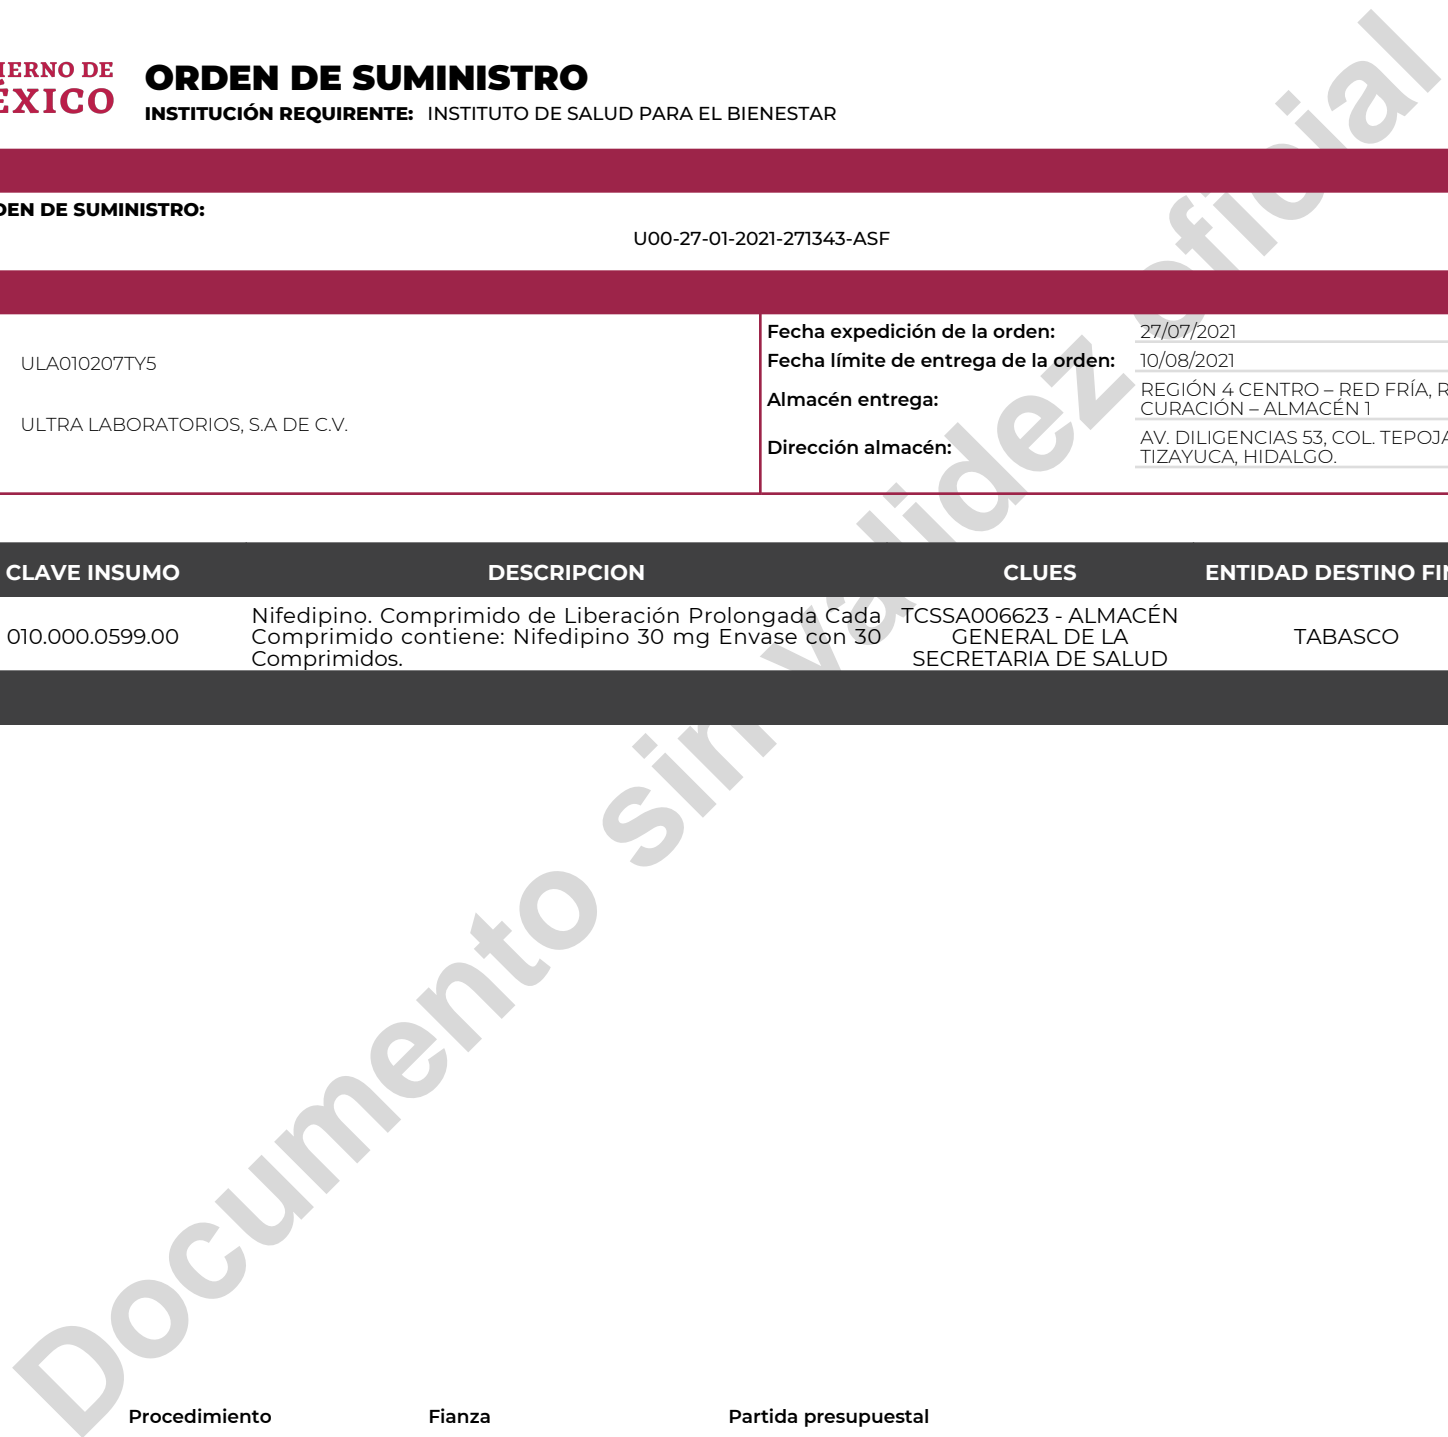 ORDEN DE SUMINISTRO
INSTITUCIÓN REQUIRENTE: INSTITUTO DE SALUD PARA EL BIENESTAR
DE SUMINISTRO:
U00-27-01-2021-271343-ASF
ULA010207TY5
ULTRA LABORATORIOS, S.A DE C.V.
Fecha expedición de la orden: 27/07/2021
Fecha límite de entrega de la orden: 10/08/2021
Almacén entrega: REGIÓN 4 CENTRO – RED FRÍA,
CURACIÓN – ALMACÉN 1
Dirección almacén: AV. DILIGENCIAS 53, COL.
TIZAYUCA, HIDALGO.
CLAVE INSUMO DESCRIPCION CLUES ENTIDAD DESTINO
010.000.0599.00
Nifedipino. Comprimido de Liberación Prolongada Cada
Comprimido contiene: Nifedipino 30 mg Envase con 30
Comprimidos.
TCSSA006623 - ALMACÉN
GENERAL DE LA
SECRETARIA DE SALUD
TABASCO
Documento sin validez oficial
Procedimiento Fianza Partida presupuestal
IERNO DE
ÉXICO